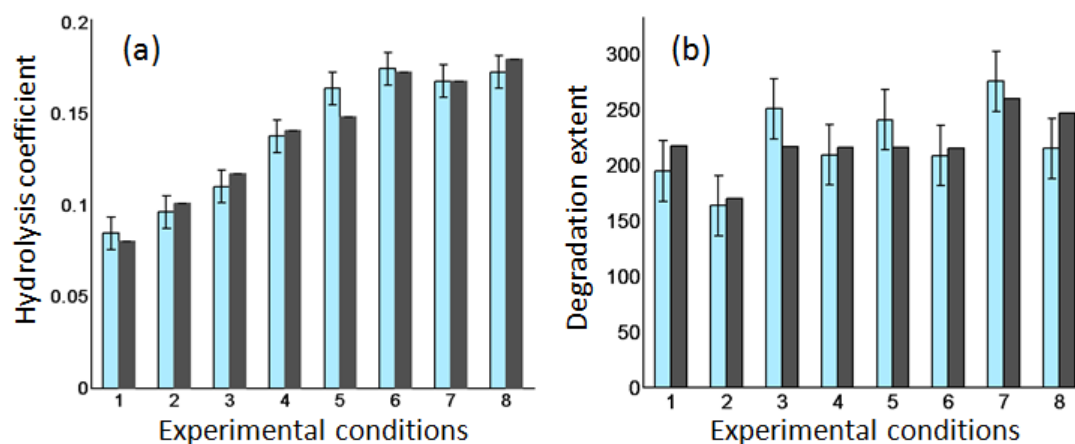 (a)
Hydrolysis coefficient
0.2
0.15
0.1
0.05
0
1 2 3 4 5 6 7 8
Experimental conditions
(b)
Degradation extent
300
250
200
150
100
50
0
1 2 3 4 5 6 7 8
Experimental conditions